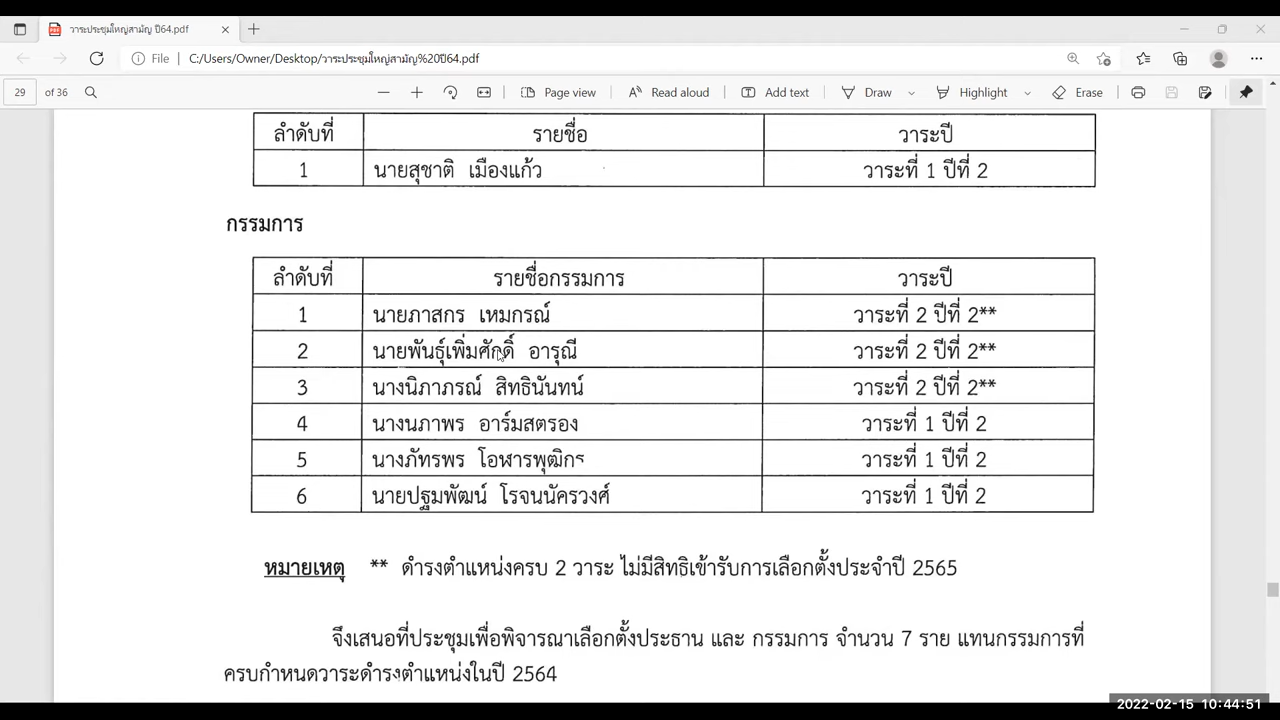 วาระประชุมใหญ่สามัญ ปี64.pdf
File C:/Users/Owner/Desktop/วาระประชุมใหญ่สามัญ%20ปี64.pdf
29 of 36 Page view Read aloud Add text Draw Highlight Erase
ลำดับที่ รายชื่อ วาระปี
1 นายสุชาติ เมืองแก้ว วาระที่ 1 ปีที่ 2
กรรมการ
ลำดับที่ รายชื่อกรรมการ วาระปี
1 นายภาสกร เหมกรณ์ วาระที่ 2 ปีที่ 2**
2 นายพันธุ์เพิ่มศักดิ์ อารุณี วาระที่ 2 ปีที่ 2**
3 นางนิภาภรณ์ สิทธินันทน์ วาระที่ 2 ปีที่ 2**
4 นางนภาพร อาร์มสตรอง วาระที่ 1 ปีที่ 2
5 นางภัทรพร โอฬารพุฒิกร วาระที่ 1 ปีที่ 2
6 นายปฐมพัฒน์ โรจนนัครวงศ์ วาระที่ 1 ปีที่ 2
หมายเหตุ ** ดำรงตำแหน่งครบ 2 วาระ ไม่มีสิทธิเข้ารับการเลือกตั้งประจำปี 2565
จึงเสนอที่ประชุมเพื่อพิจารณาเลือกตั้งประธาน และ กรรมการ จำนวน 7 ราย แทนกรรมการที่
ครบกำหนดวาระดำรงตำแหน่งในปี 2564
2022-02-15 10:44:51